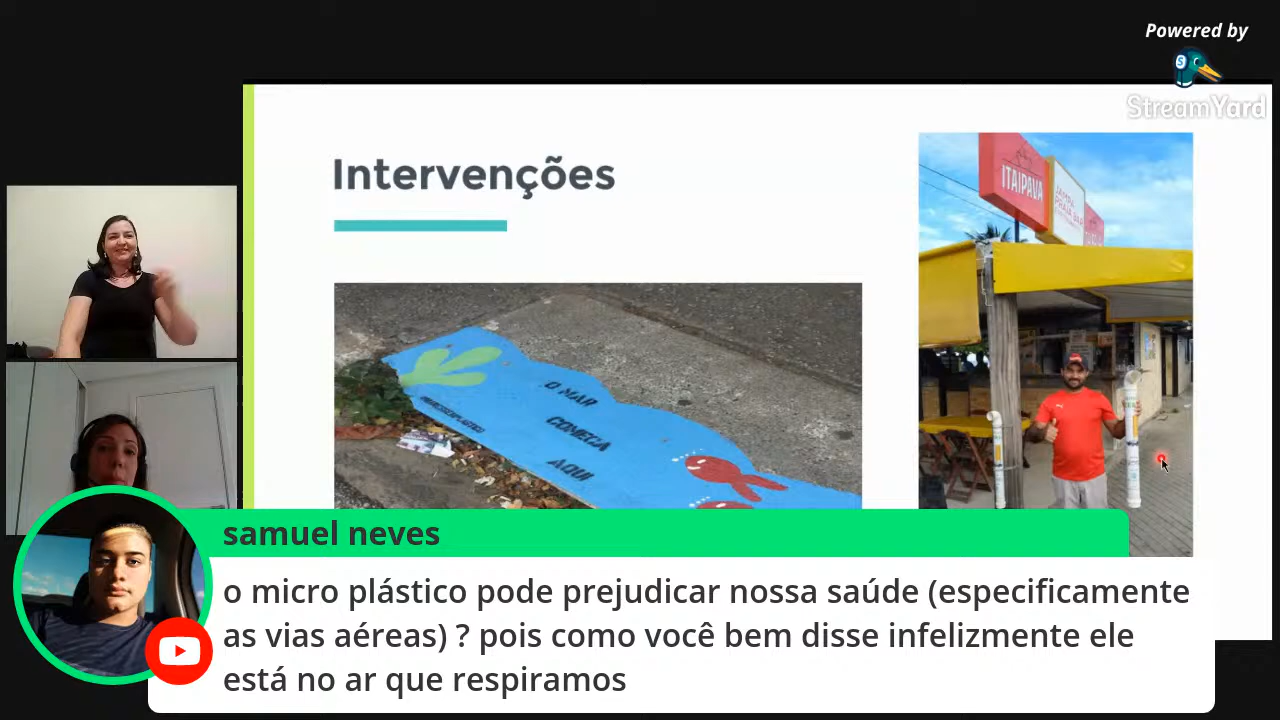 Powered by
StreamYard
Intervenções
ITAIPAVA
O MAR
COMEÇA
AQUI
samuel neves
o micro plástico pode prejudicar nossa saúde (especificamente
as vias aéreas) ? pois como você bem disse infelizmente ele
está no ar que respiramos